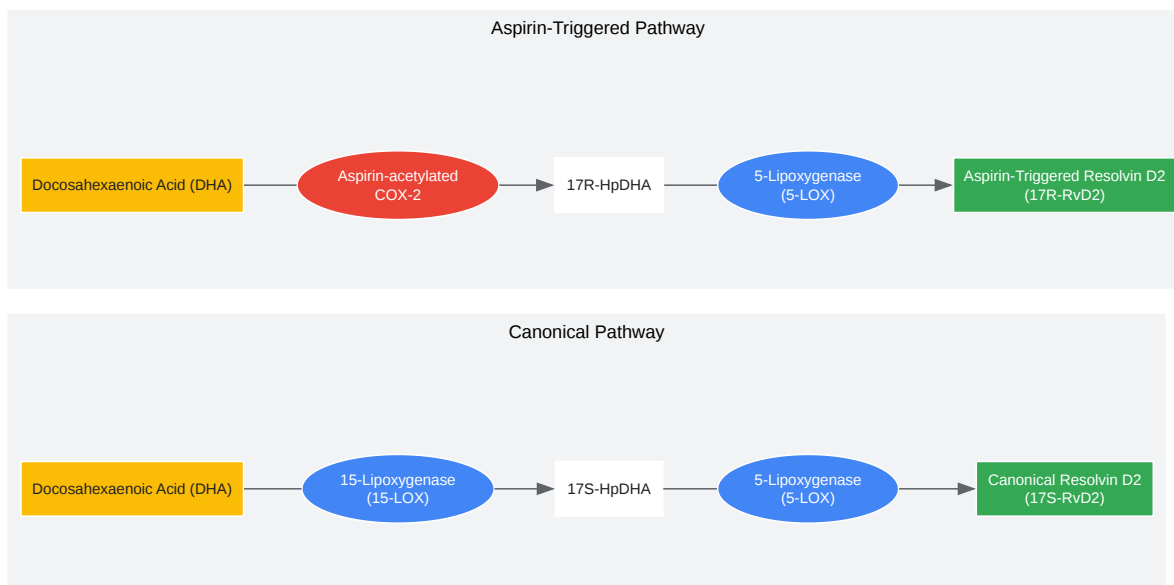 Aspirin-Triggered Pathway
Docosahexaenoic Acid (DHA)
Aspirin-acetylated
COX-2
17R-HpDHA
5-Lipoxygenase
(5-LOX)
Aspirin-Triggered Resolvin D2
(17R-RvD2)
Canonical Pathway
Docosahexaenoic Acid (DHA)
15-Lipoxygenase
(15-LOX)
17S-HpDHA
5-Lipoxygenase
(5-LOX)
Canonical Resolvin D2
(17S-RvD2)